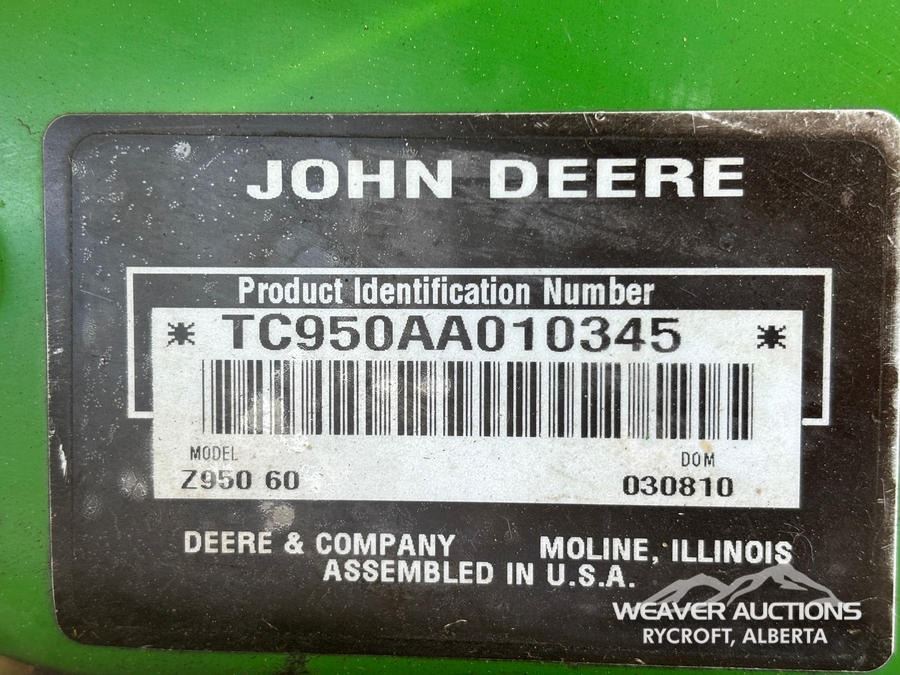 JOHN DEERE
Product Identification Number
* TC950AA010345 *
MODEL
DOM
Z950 60
030810
DEERE & COMPANY MOLINE, ILLINOIS
ASSEMBLED IN U.S.A.
WEAVER AUCTIONS
RYCROFT, ALBERTA